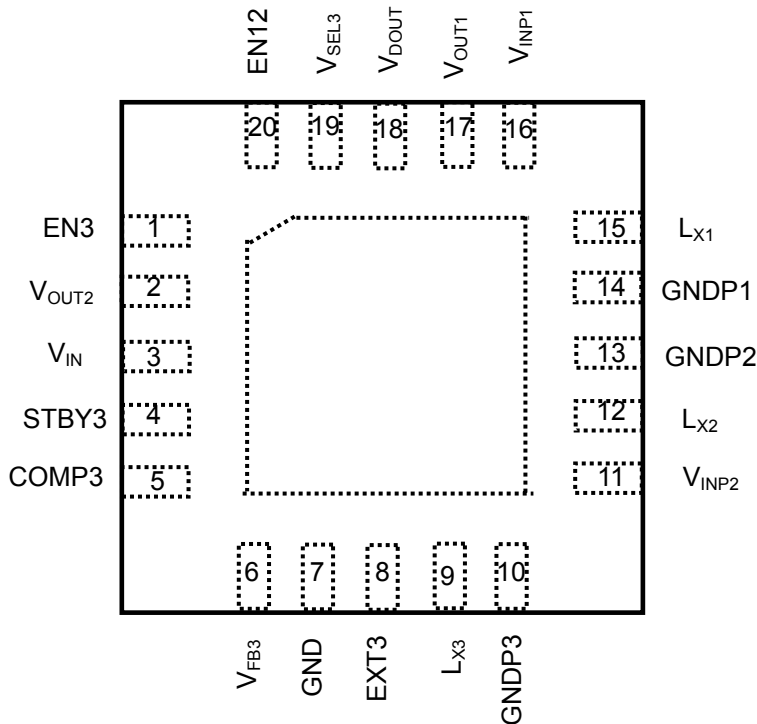 EN12
VSEL3
VDOUT
VOUT1
VINP1
20
19
18
17
16
EN3
1
15
LX1
VOUT2
2
14
GNDP1
VIN
3
13
GNDP2
STBY3
4
12
LX2
COMP3
5
11
VINP2
6
7
8
9
10
VFB3
GND
EXT3
LX3
GNDP3